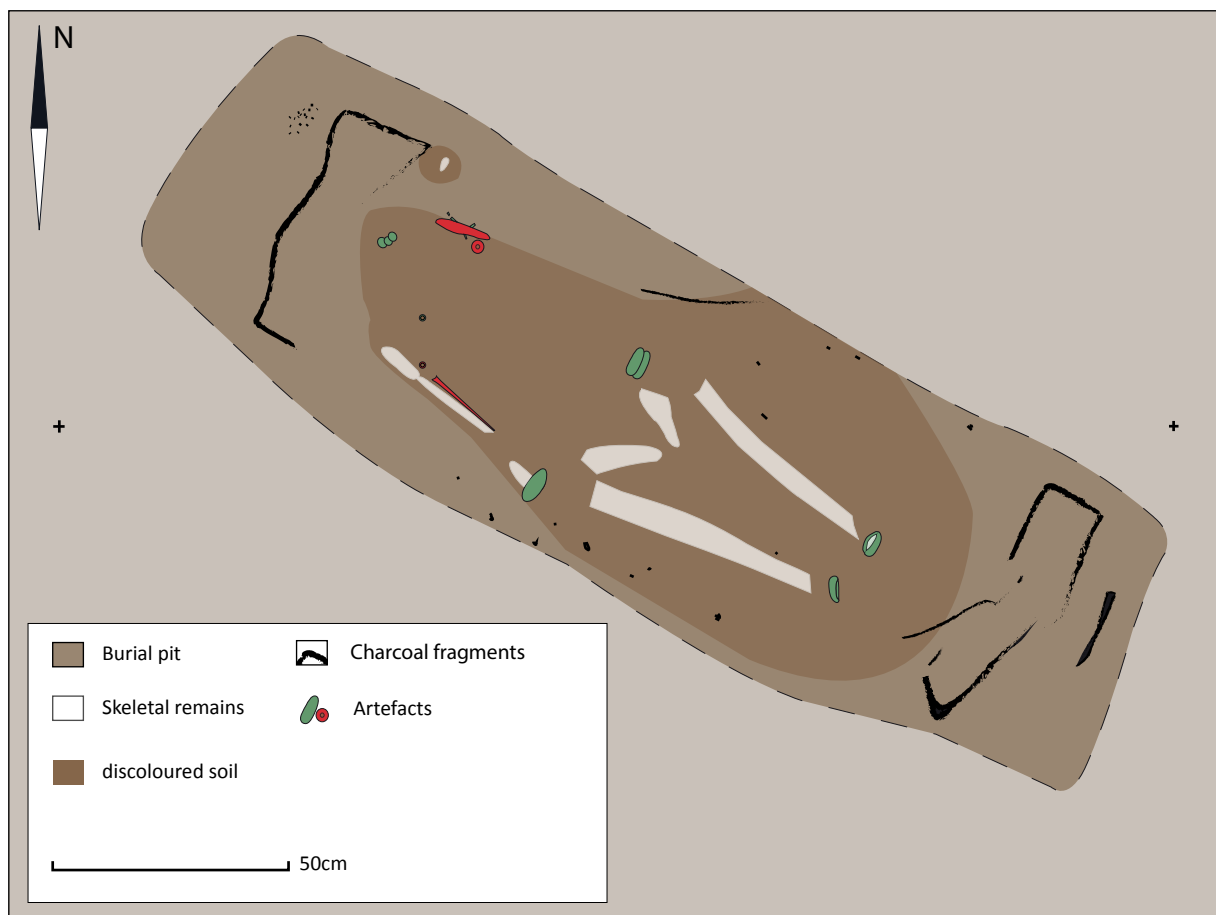 N
Burial pit
Charcoal fragments
Skeletal remains
Artefacts
discoloured soil
50cm